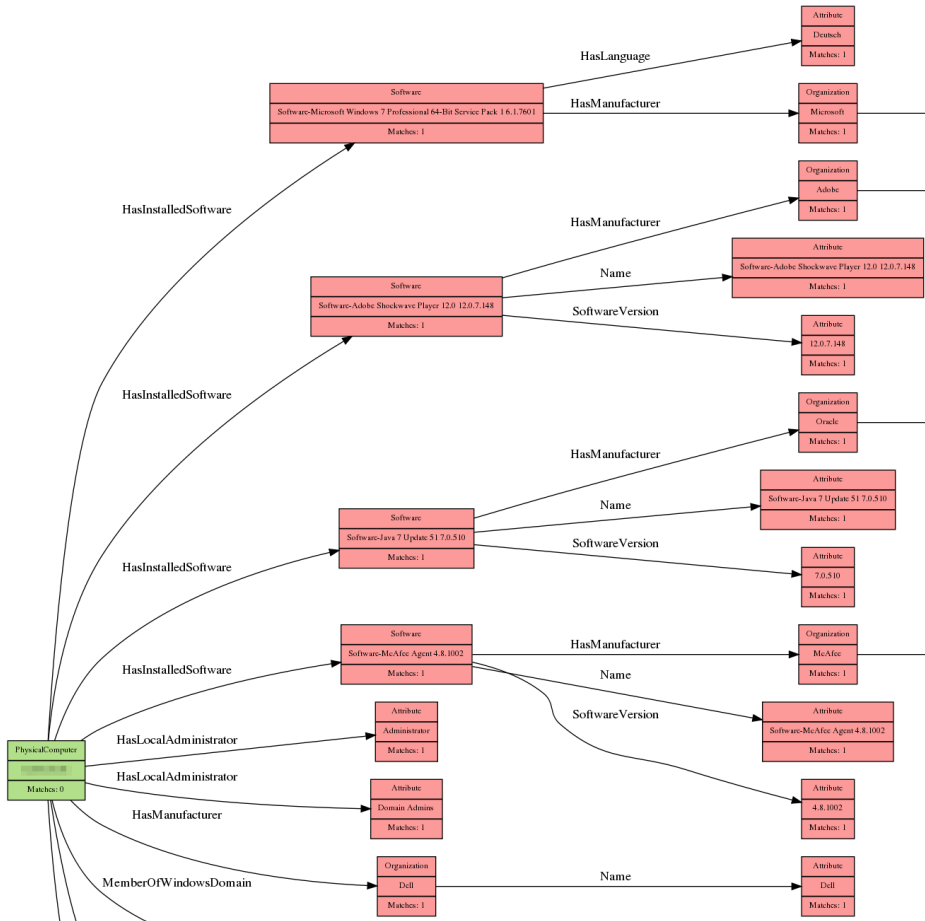 Attribute
Deutsch
Matches: 1
HasLanguage
Software
Software-Microsoft Windows 7 Professional 64-Bit Service Pack 1 6.1.7601
Matches: 1
HasManufacturer
Organization
Microsoft
Matches: 1
HasInstalledSoftware
Organization
Adobe
Matches: 1
HasManufacturer
Software
Software-Adobe Shockwave Player 12.0 12.0.7.148
Matches: 1
Name
Attribute
Software-Adobe Shockwave Player 12.0 12.0.7.148
Matches: 1
SoftwareVersion
Attribute
12.0.7.148
Matches: 1
HasInstalledSoftware
Organization
Oracle
Matches: 1
HasManufacturer
Software
Software-Java 7 Update 51 7.0.510
Matches: 1
Name
Attribute
Software-Java 7 Update 51 7.0.510
Matches: 1
SoftwareVersion
Attribute
7.0.510
Matches: 1
HasInstalledSoftware
Software
Software-McAfee Agent 4.8.1002
Matches: 1
HasManufacturer
Organization
McAfee
Matches: 1
HasInstalledSoftware
Name
Attribute
Software-McAfee Agent 4.8.1002
Matches: 1
SoftwareVersion
Attribute
4.8.1002
Matches: 1
PhysicalComputer
Matches: 0
HasLocalAdministrator
Attribute
Administrator
Matches: 1
HasLocalAdministrator
Attribute
Domain Admins
Matches: 1
HasManufacturer
Organization
Dell
Matches: 1
Name
Attribute
Dell
Matches: 1
MemberOfWindowsDomain